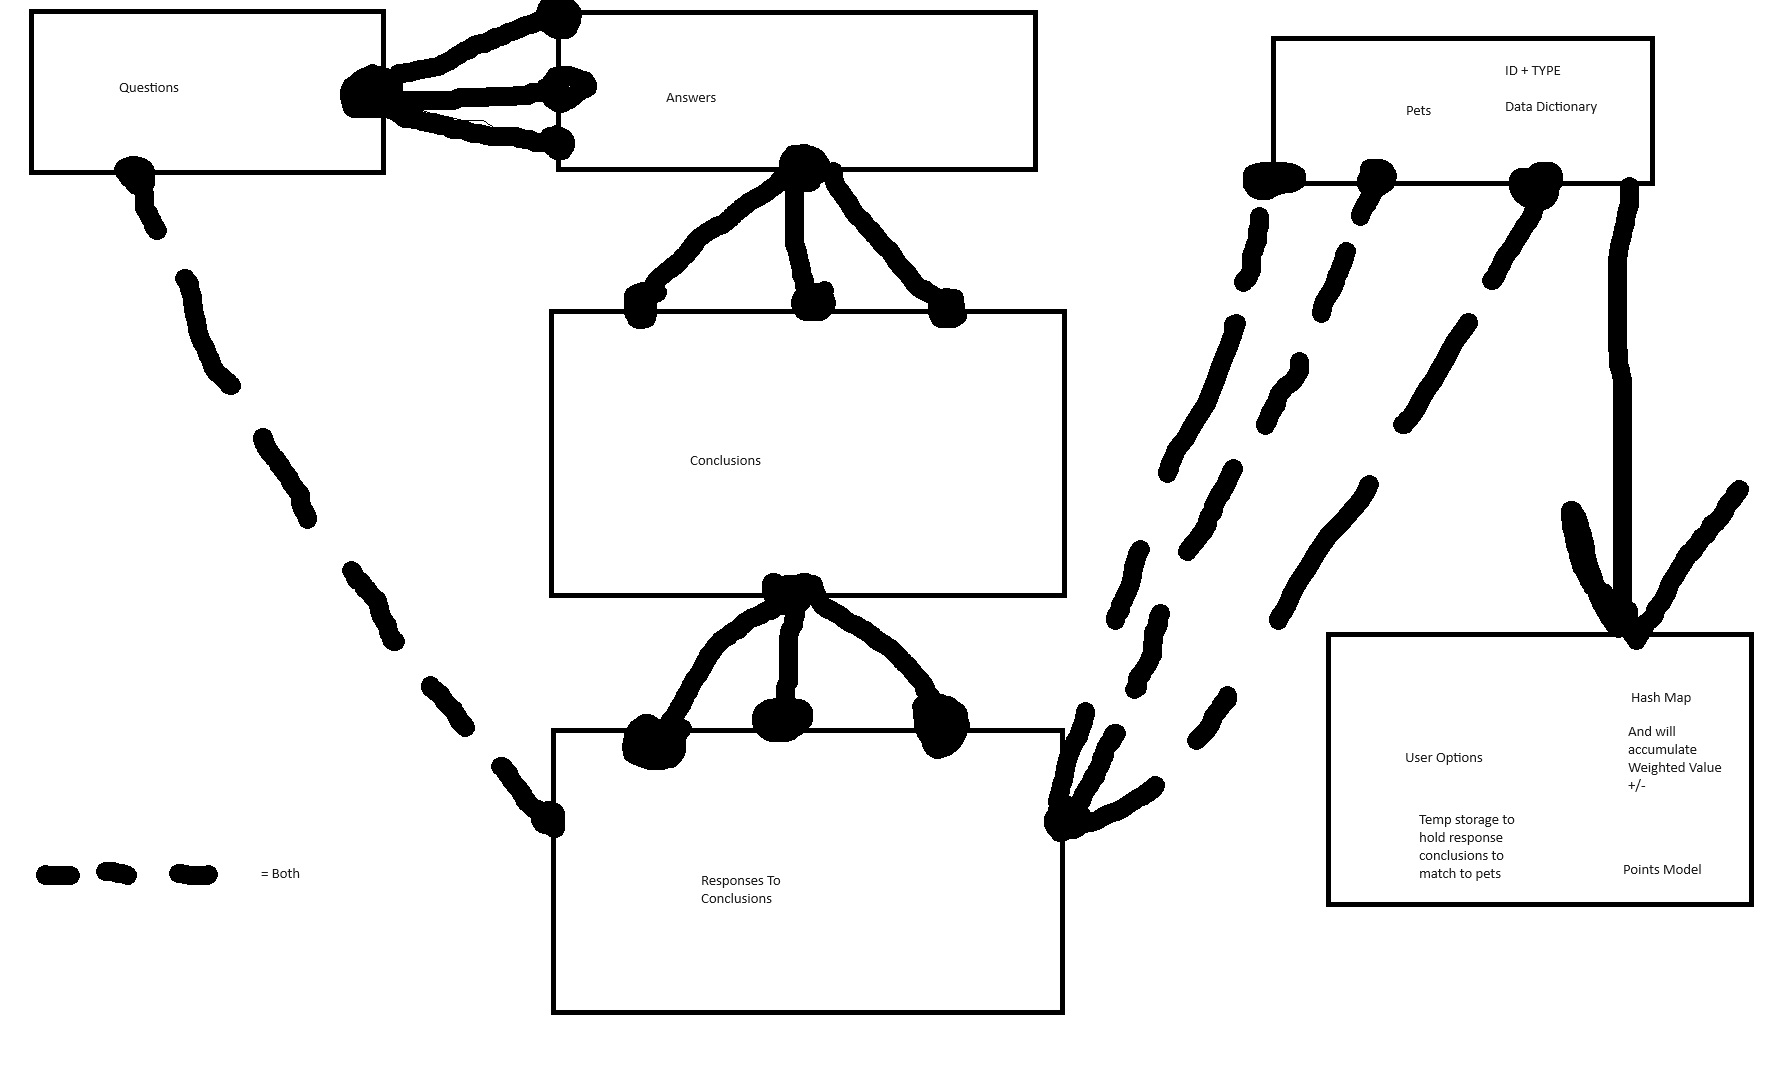 Questions
Answers
Pets
ID + TYPE
Data Dictionary
Conclusions
Hash Map
And will
accumulate
Weighted Value
+/-
User Options
Temp storage to
hold response
conclusions to
match to pets
Points Model
= Both
Responses To
Conclusions